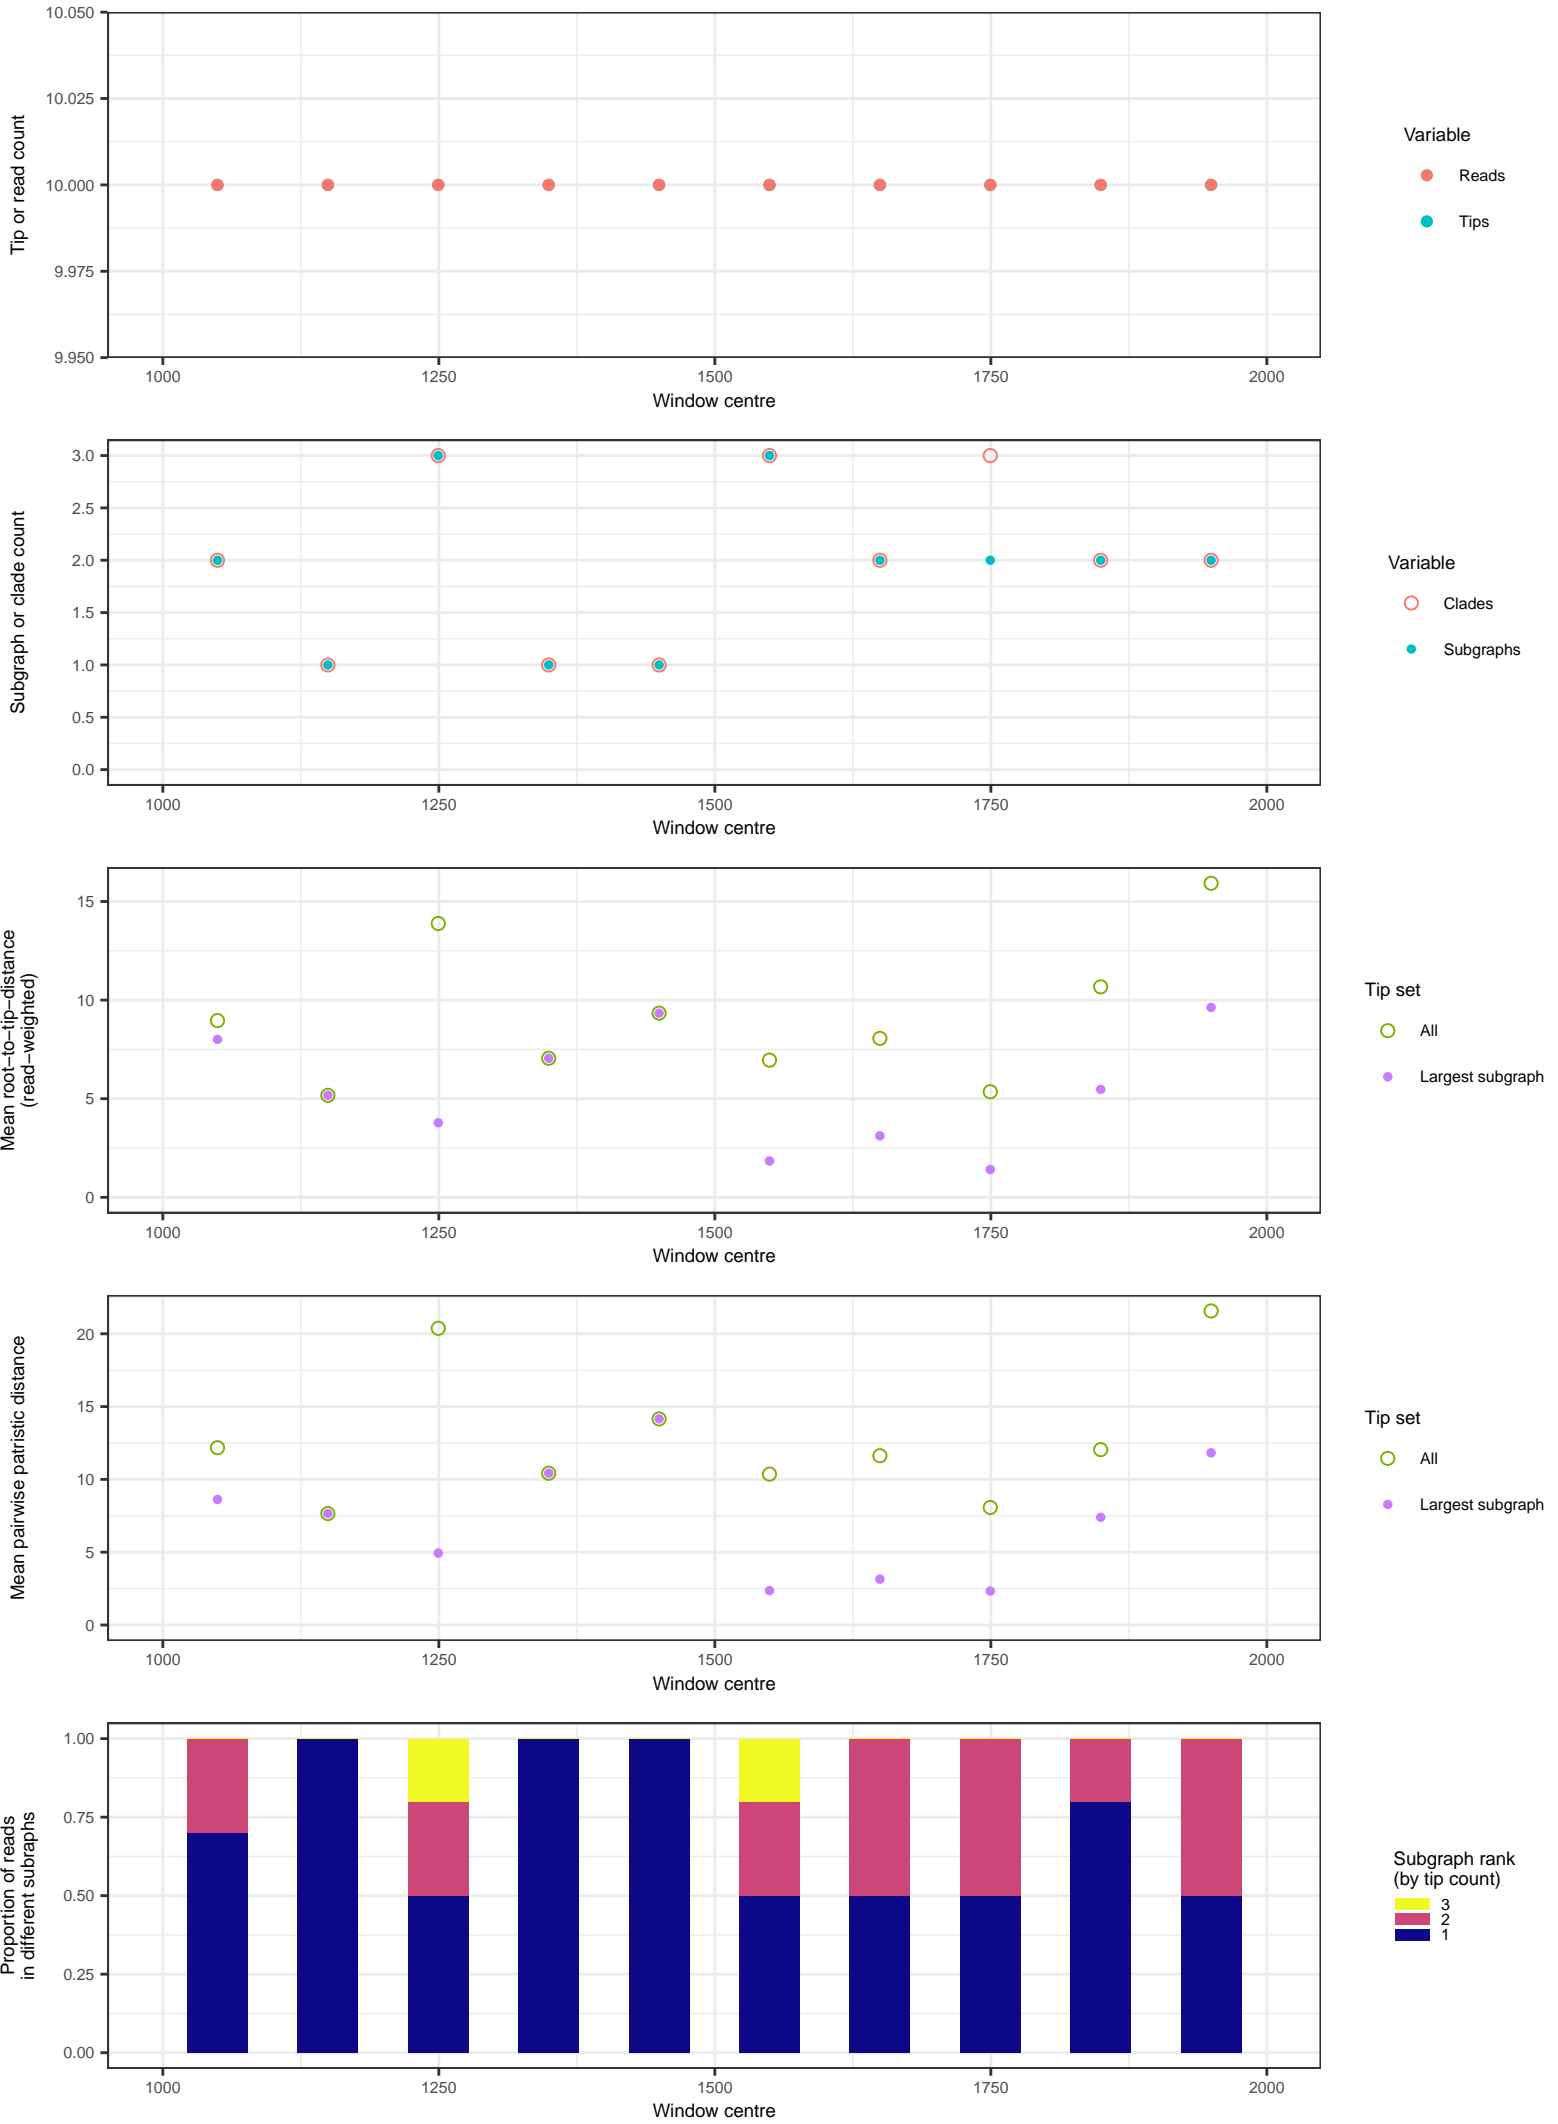 10.050
10.025
10.000
9.975
9.950
Tip or read count
1000 1250 1500 1750 2000
Window centre
Variable
Reads
Tips
3.0
2.5
2.0
1.5
1.0
0.5
0.0
Subgraph or clade count
1000 1250 1500 1750 2000
Window centre
Variable
Clades
Subgraphs
15
10
5
0
Mean root−to−tip−distance
(read−weighted)
1000 1250 1500 1750 2000
Window centre
Tip set
All
Largest subgraph
20
15
10
5
0
Mean pairwise patristic distance
1000 1250 1500 1750 2000
Window centre
Tip set
All
Largest subgraph
1.00
0.75
0.50
0.25
0.00
Proportion of reads
in different subraphs
1000 1250 1500 1750 2000
Window centre
Subgraph rank
(by tip count)
3
2
1